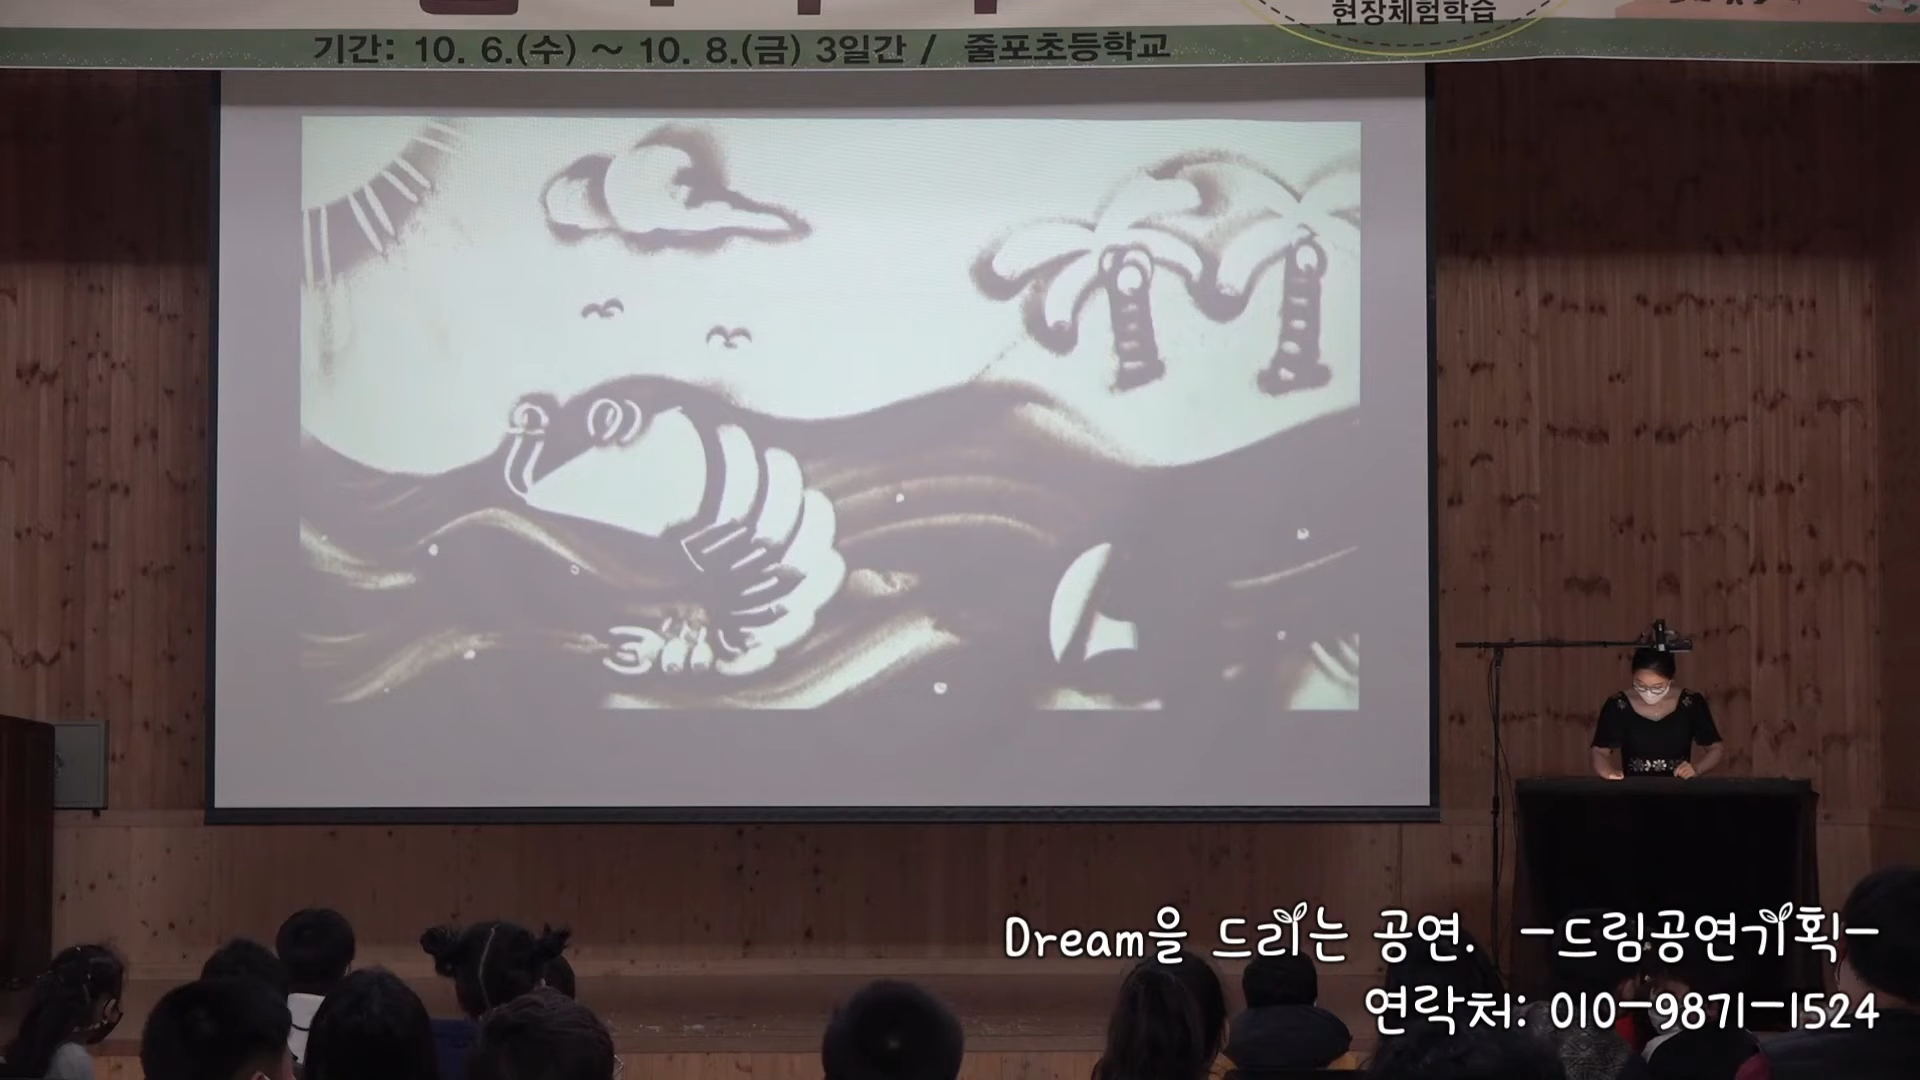 현장체험학습
기간: 10. 6.(수) ~ 10. 8.(금) 3일간 / 줄포초등학교
Dream을 드리는 공연. -드림공연기획-
연락처: 010-9871-1524